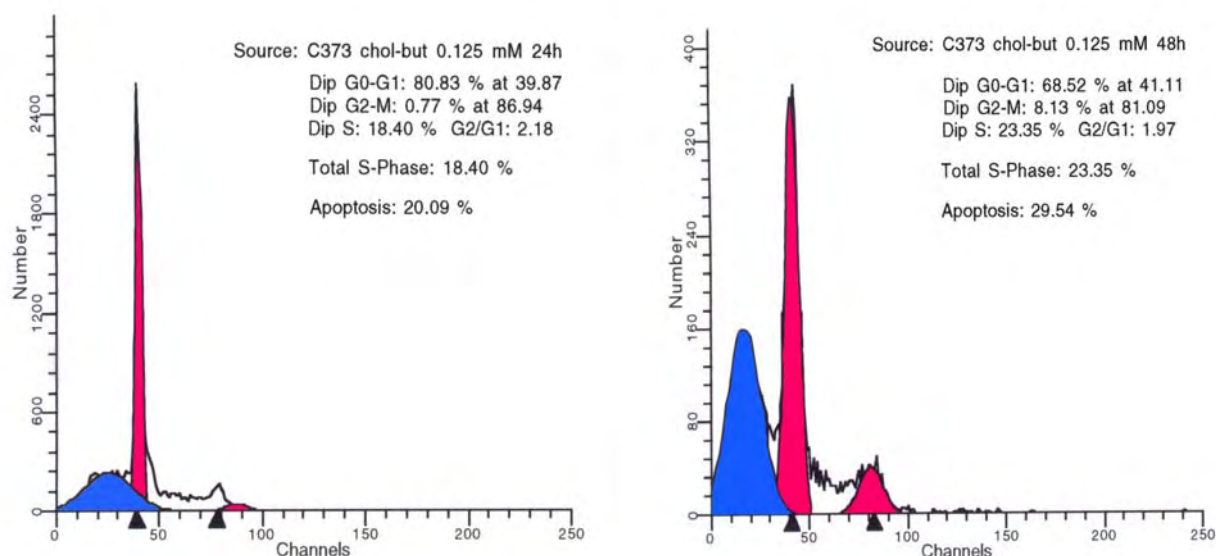 Source: C373 chol-but 0.125 mM 24h
Dip G0-G1: 80.83 % at 39.87
Dip G2-M: 0.77 % at 86.94
Dip S: 18.40 % G2/G1: 2.18
Total S-Phase: 18.40 %
Apoptosis: 20.09 %
Number
2400
1800
1200
600
0
0
50
100
150
200
250
Channels
Source: C373 chol-but 0.125 mM 48h
Dip G0-G1: 68.52 % at 41.11
Dip G2-M: 8.13 % at 81.09
Dip S: 23.35 % G2/G1: 1.97
Total S-Phase: 23.35 %
Apoptosis: 29.54 %
Number
400
320
240
160
80
0
0
50
100
150
200
250
Channels